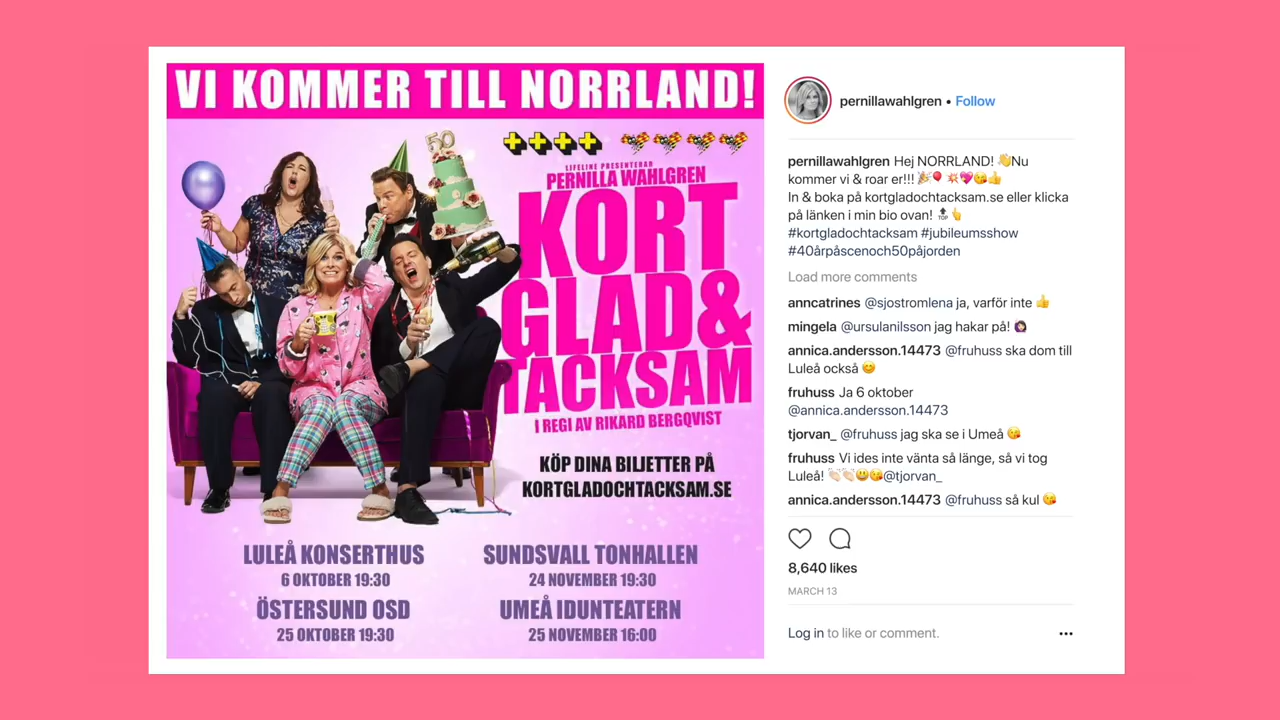 VI KOMMER TILL NORRLAND!
50
LIFELINE PRESENTERAR
PERNILLA WAHLGREN
KORT
GLAD&
TACKSAM
I REGI AV RIKARD BERGQVIST
KÖP DINA BILJETTER PÅ
KORTGLADOCHTACKSAM.SE
LULEÅ KONSERTHUS
6 OKTOBER 19:30
SUNDSVALL TONHALLEN
24 NOVEMBER 19:30
ÖSTERSUND OSD
25 OKTOBER 19:30
UMEÅ IDUNTEATERN
25 NOVEMBER 16:00
pernillawahlgren • Follow
pernillawahlgren Hej NORRLAND! 👋Nu
kommer vi & roar er!!! 🎉🎈💥💖😘👍
In & boka på kortgladochtacksam.se eller klicka
på länken i min bio ovan! 🔝👆
#kortgladochtacksam #jubileumsshow
#40årpåscenoch50påjorden
Load more comments
anncatrines @sjostromlena ja, varför inte 👍
mingela @ursulanilsson jag hakar på! 🙋🏻
annica.andersson.14473 @fruhuss ska dom till
Luleå också 😊
fruhuss Ja 6 oktober
@annica.andersson.14473
tjorvan_ @fruhuss jag ska se i Umeå 😘
fruhuss Vi ides inte vänta så länge, så vi tog
Luleå! 👏🏻👏🏻😃😘@tjorvan_
annica.andersson.14473 @fruhuss så kul 😘
8,640 likes
MARCH 13
Log in to like or comment.